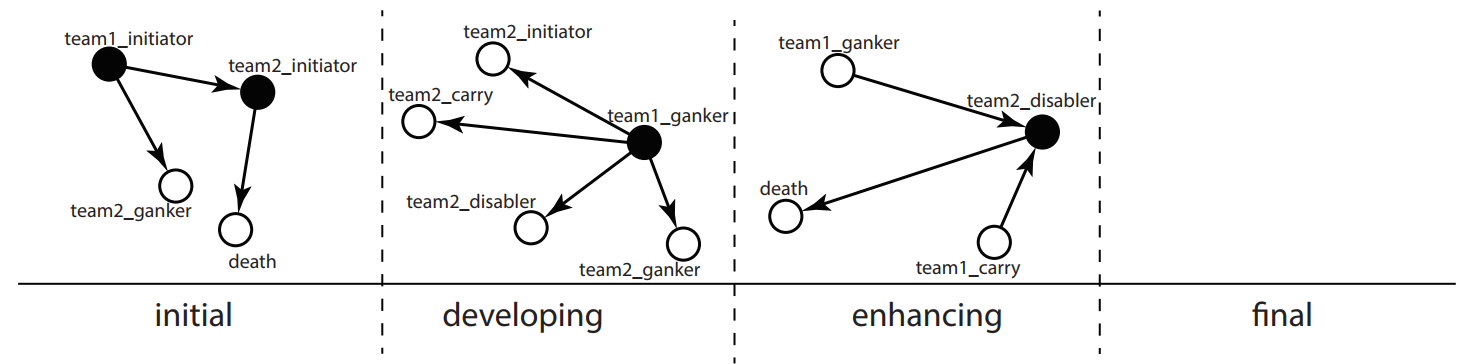 team1_initiator
team2_initiator
team2_ganker
death
team2_initiator
team2_carry
team1_ganker
team2_disabler
team2_ganker
team1_ganker
team2_disabler
death
team1_carry
initial
developing
enhancing
final